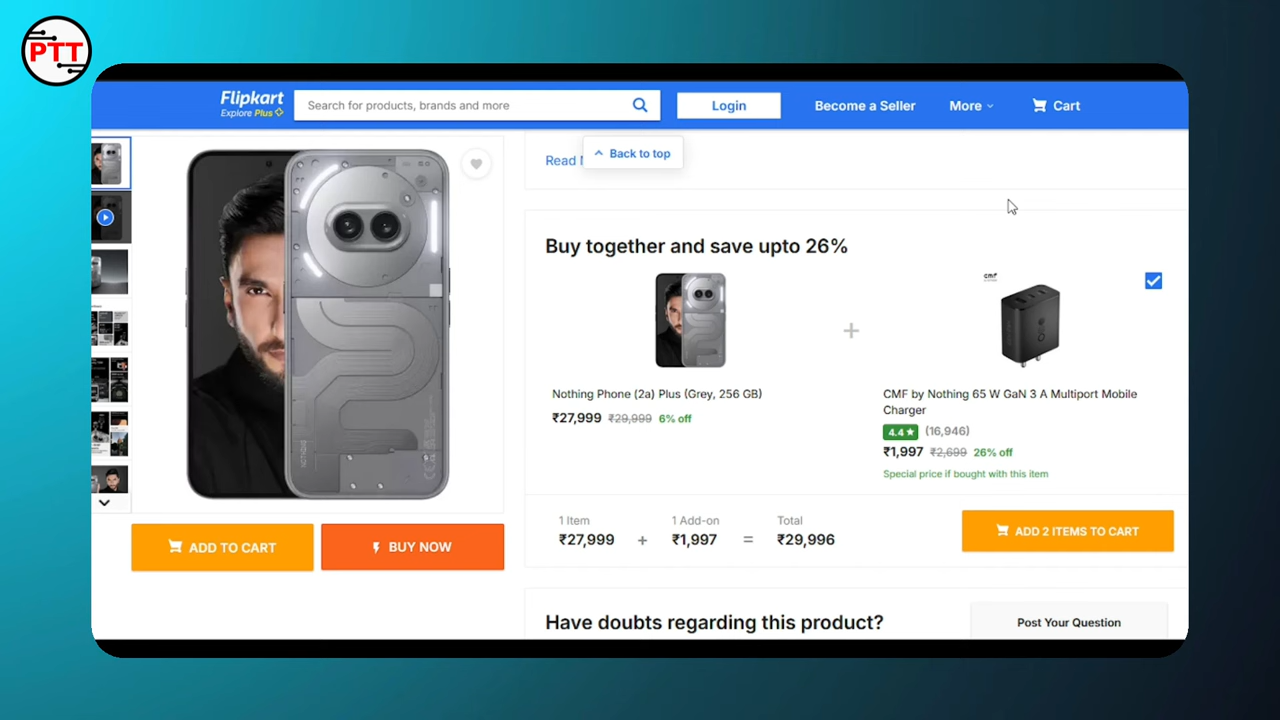 PTT
Flipkart
Explore Plus
Search for products, brands and more
Login
Become a Seller
More
Cart
Back to top
Read
Buy together and save upto 26%
cmf
Nothing Phone (2a) Plus (Grey, 256 GB)
₹27,999 ₹29,999 6% off
CMF by Nothing 65 W GaN 3 A Multiport Mobile
Charger
4.4★ (16,946)
₹1,997 ₹2,699 26% off
Special price if bought with this item
1 Item
₹27,999
+
1 Add-on
₹1,997
=
Total
₹29,996
ADD 2 ITEMS TO CART
ADD TO CART
BUY NOW
Have doubts regarding this product?
Post Your Question